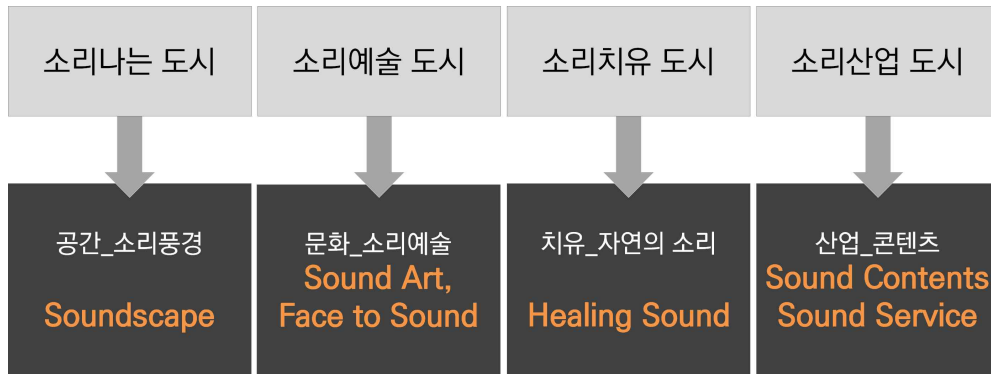 소리나는 도시
소리예술 도시
소리치유 도시
소리산업 도시
공간_소리풍경
Soundscape
문화_소리예술
Sound Art,
Face to Sound
치유_자연의 소리
Healing Sound
산업_콘텐츠
Sound Contents
Sound Service